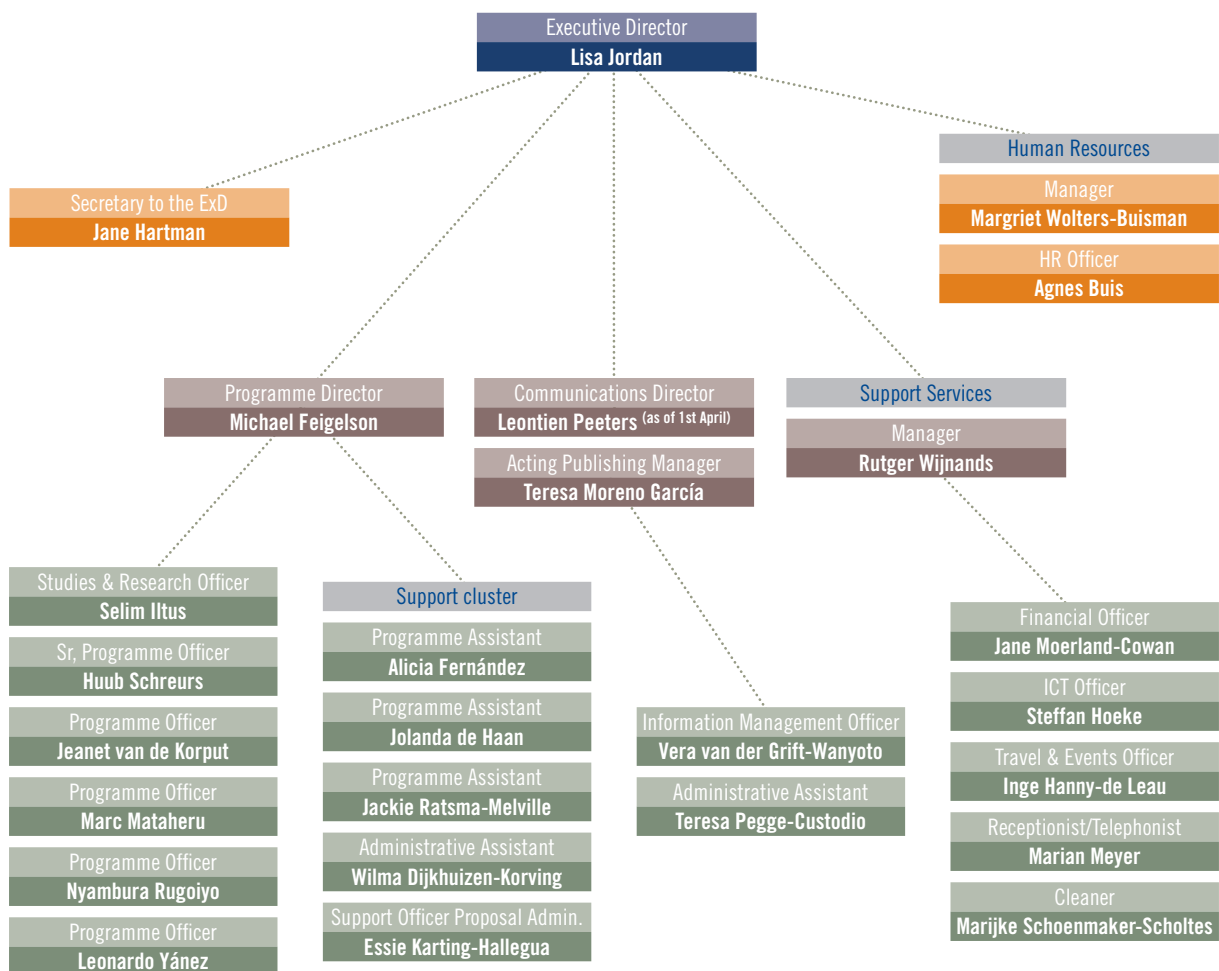 Executive Director
Lisa Jordan
Human Resources
Manager
Margriet Wolters-Buisman
HR Officer
Agnes Buis
Secretary to the ExD
Jane Hartman
Programme Director
Michael Feigelson
Communications Director
Leontien Peeters (as of 1st April)
Acting Publishing Manager
Teresa Moreno García
Support Services
Manager
Rutger Wijnands
Studies & Research Officer
Selim Iltus
Sr, Programme Officer
Huub Schreurs
Programme Officer
Jeanet van de Korput
Programme Officer
Marc Mataheru
Programme Officer
Nyambura Rugoiyo
Programme Officer
Leonardo Yánez
Support cluster
Programme Assistant
Alicia Fernández
Programme Assistant
Jolanda de Haan
Programme Assistant
Jackie Ratsma-Melville
Administrative Assistant
Wilma Dijkhuizen-Korving
Support Officer Proposal Admin.
Essie Karting-Hallegua
Information Management Officer
Vera van der Grift-Wanyoto
Administrative Assistant
Teresa Pegge-Custodio
Financial Officer
Jane Moerland-Cowan
ICT Officer
Steffan Hoeke
Travel & Events Officer
Inge Hanny-de Leau
Receptionist/Telephonist
Marian Meyer
Cleaner
Marijke Schoenmaker-Scholtes